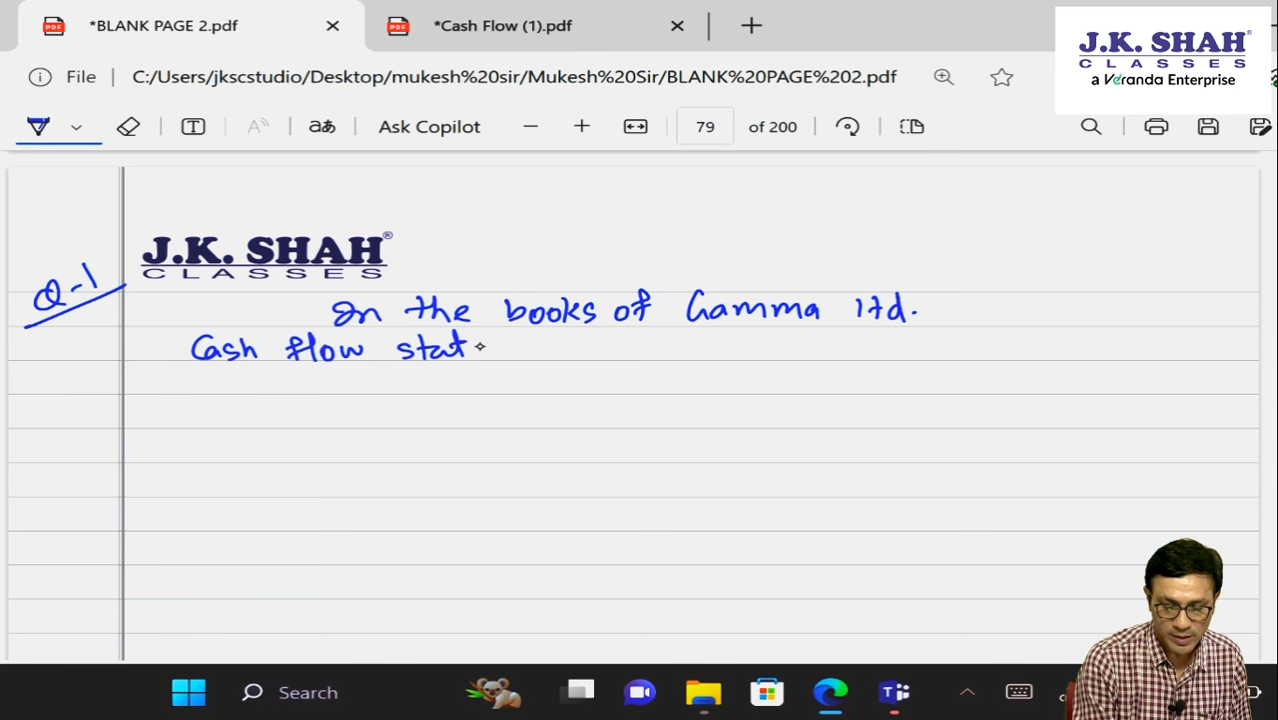 *BLANK PAGE 2.pdf
*Cash Flow (1).pdf
J.K. SHAH®
CLASSES
a Veranda Enterprise
File C:/Users/jkscstudio/Desktop/mukesh%20sir/Mukesh%20Sir/BLANK%20PAGE%202.pdf
aあ Ask Copilot 79 of 200
J.K. SHAH®
CLASSES
Q-1
In the books of Gamma ltd.
Cash flow stat
Search